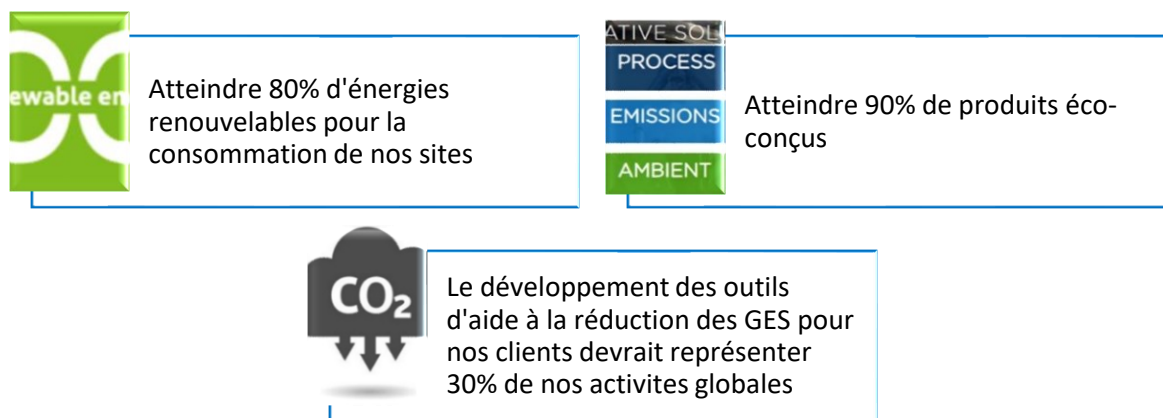 ewable en
Atteindre 80% d'énergies
renouvelables pour la
consommation de nos sites
ATIVE SOL
PROCESS
EMISSIONS
AMBIENT
Atteindre 90% de produits éco-
conçus
CO₂
Le développement des outils
d'aide à la réduction des GES pour
nos clients devrait représenter
30% de nos activites globales